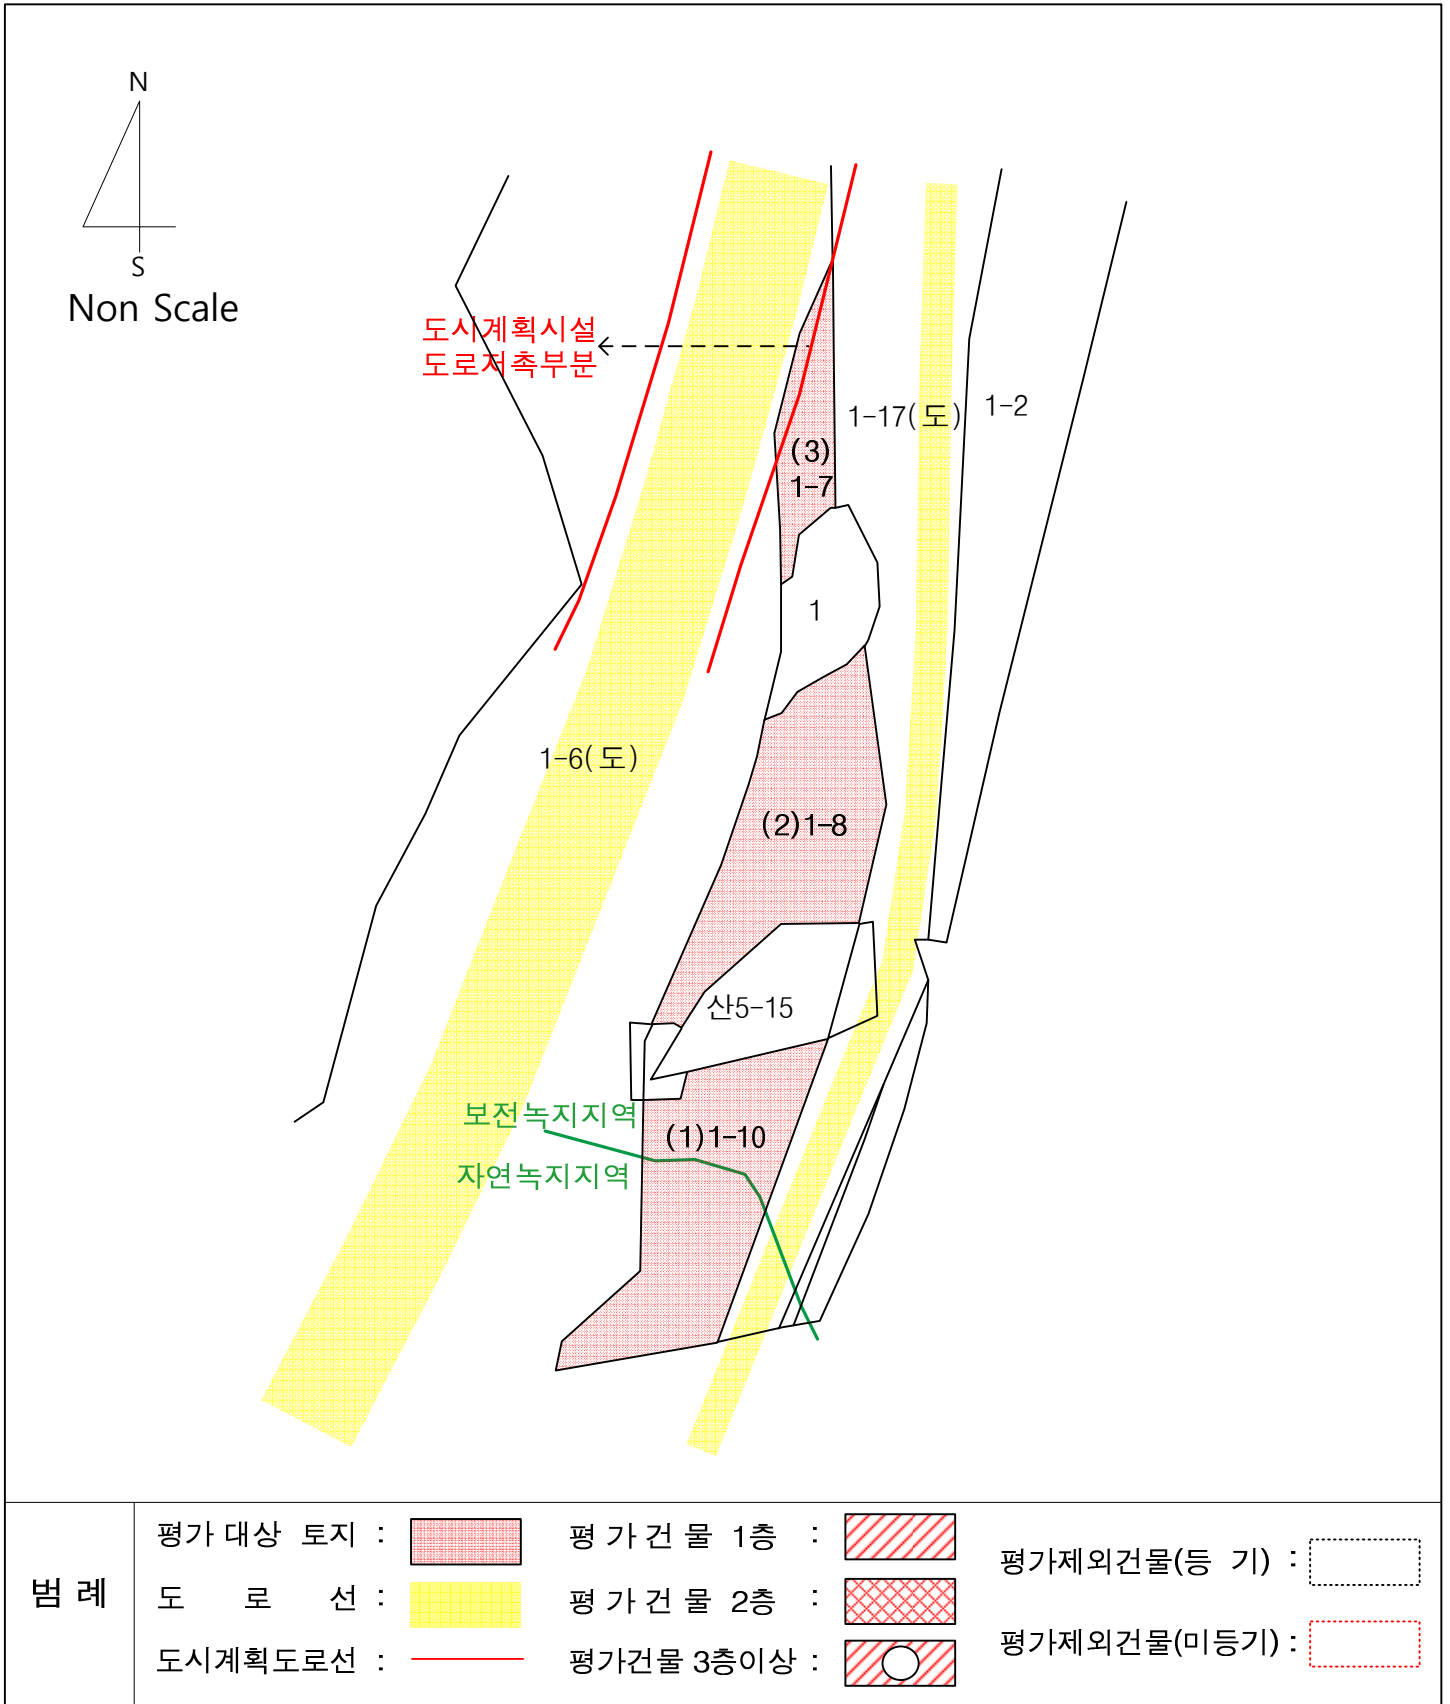 N
S
Non Scale
도시계획시설
도로저촉부분
1-17(도)
1-2
(3)
1-7
1
1-6(도)
(2)1-8
산5-15
보전녹지지역
(1)1-10
자연녹지지역
범 례
평가 대상 토지 :
도 로 선 :
도시계획도로선 :
평 가 건 물 1층 :
평 가 건 물 2층 :
평가건물 3층이상 :
평가제외건물(등 기) :
평가제외건물(미등기) :